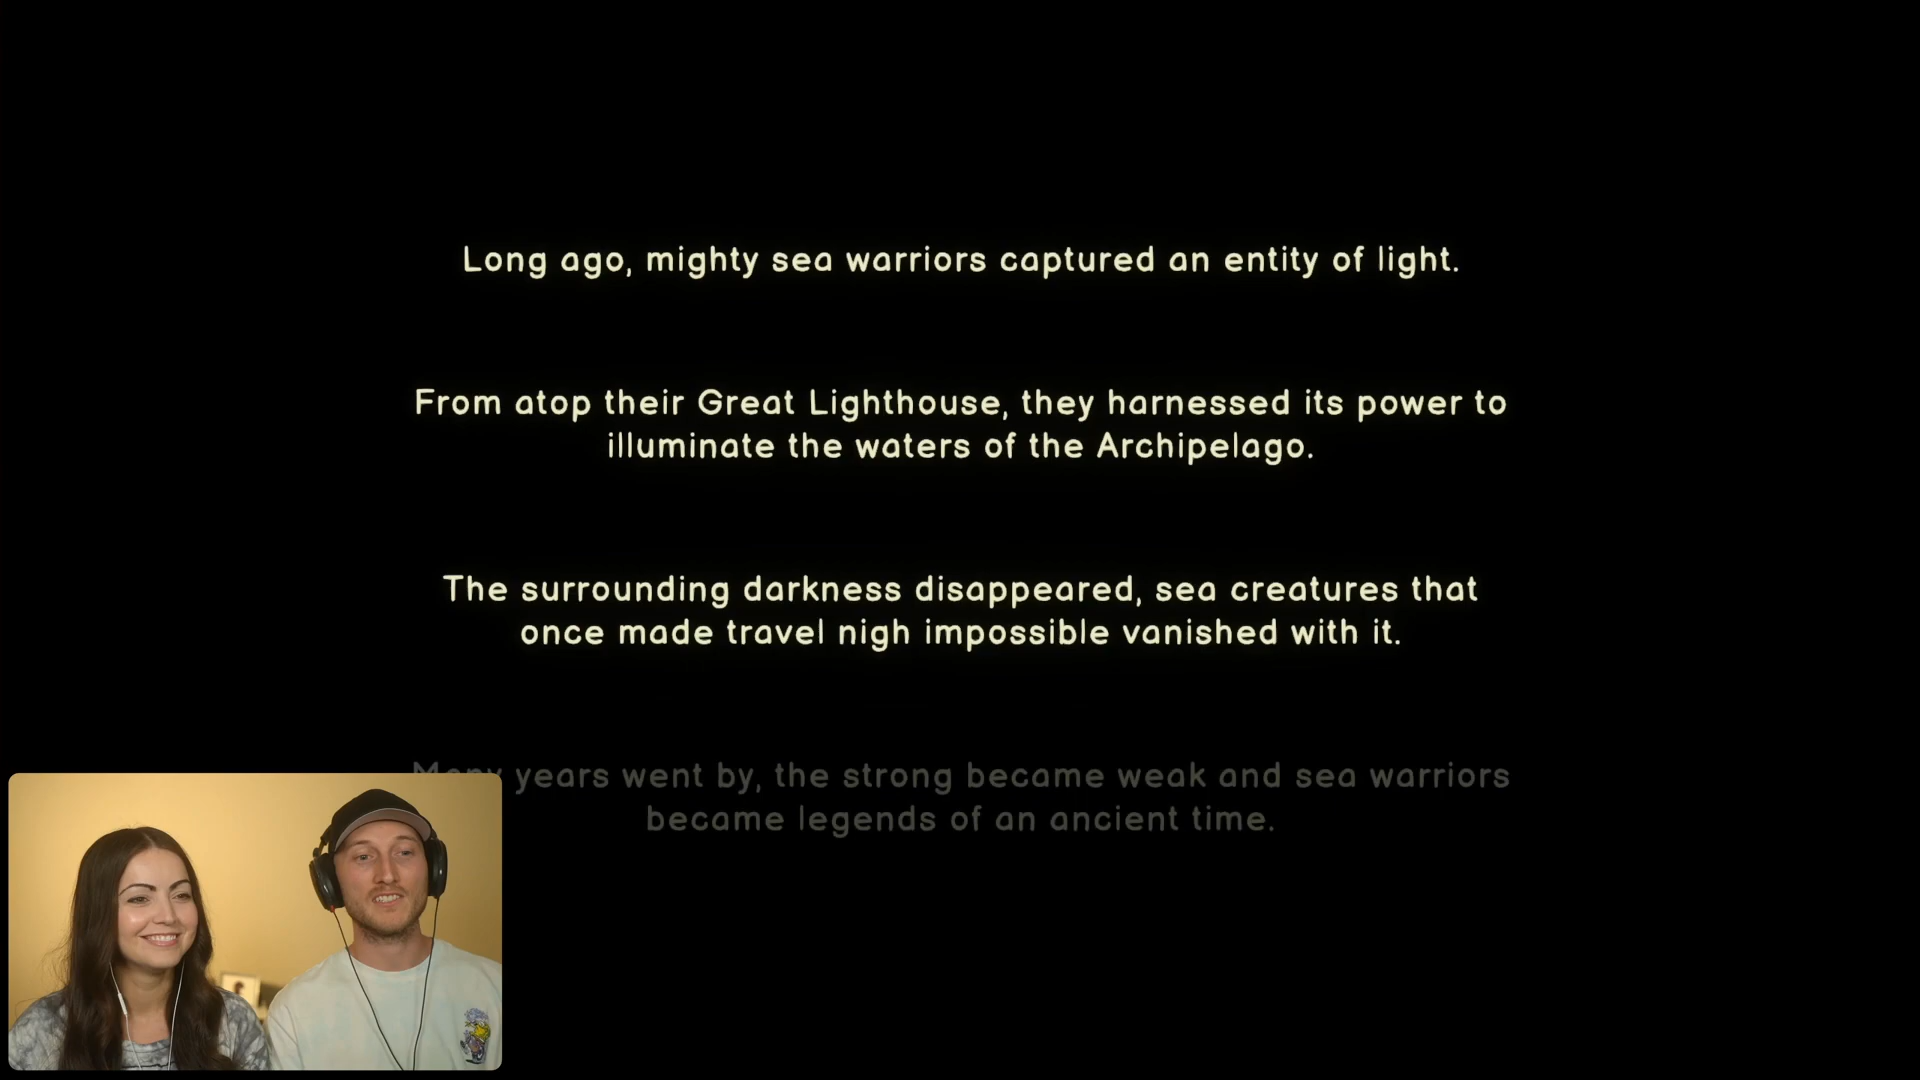 Long ago, mighty sea warriors captured an entity of light.
From atop their Great Lighthouse, they harnessed its power to
illuminate the waters of the Archipelago.
The surrounding darkness disappeared, sea creatures that
once made travel nigh impossible vanished with it.
Many years went by, the strong became weak and sea warriors
became legends of an ancient time.